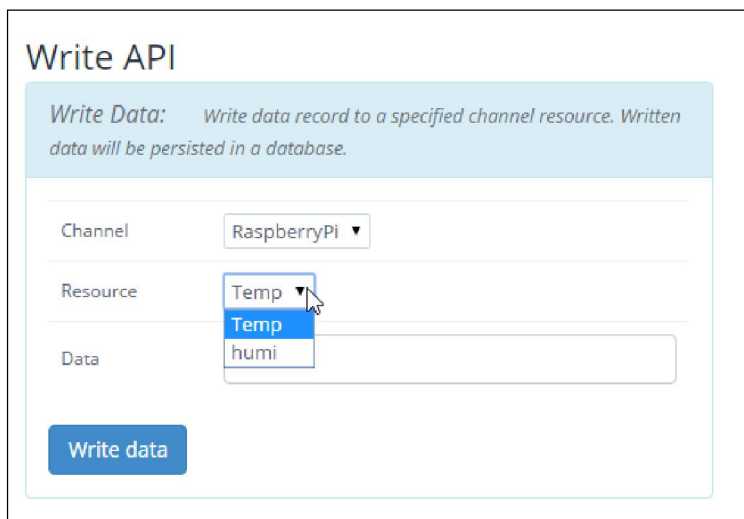 Write API
Write Data: Write data record to a specified channel resource. Written
data will be persisted in a database.
Channel RaspberryPi
Resource Temp
Temp
humi
Data
Write data